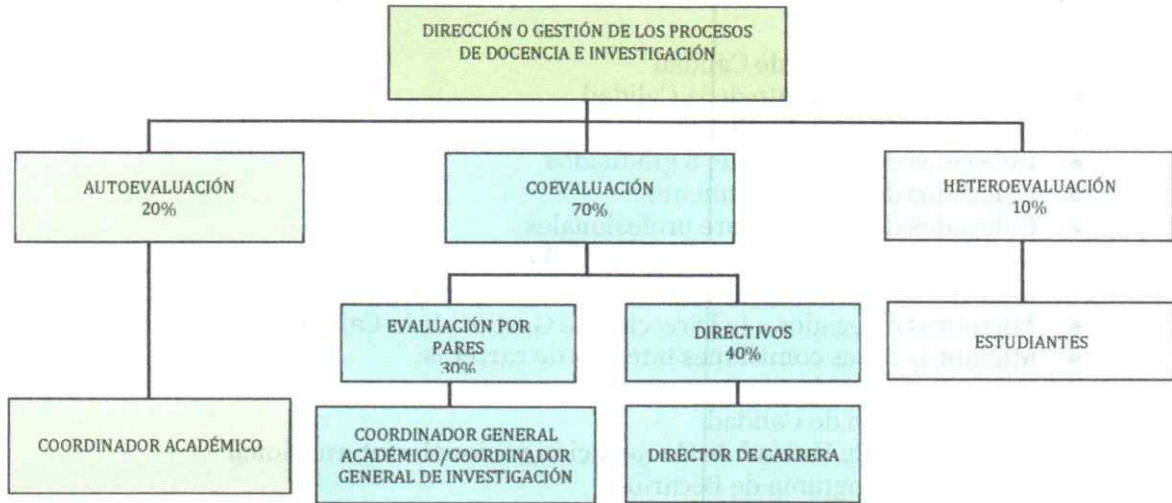 DIRECCIÓN O GESTIÓN DE LOS PROCESOS
DE DOCENCIA E INVESTIGACIÓN
AUTOEVALUACIÓN
20%
COEVALUACIÓN
70%
HETEROEVALUACIÓN
10%
EVALUACIÓN POR
PARES
30%
DIRECTIVOS
40%
ESTUDIANTES
COORDINADOR ACADÉMICO
COORDINADOR GENERAL
ACADÉMICO/COORDINADOR
GENERAL DE INVESTIGACIÓN
DIRECTOR DE CARRERA